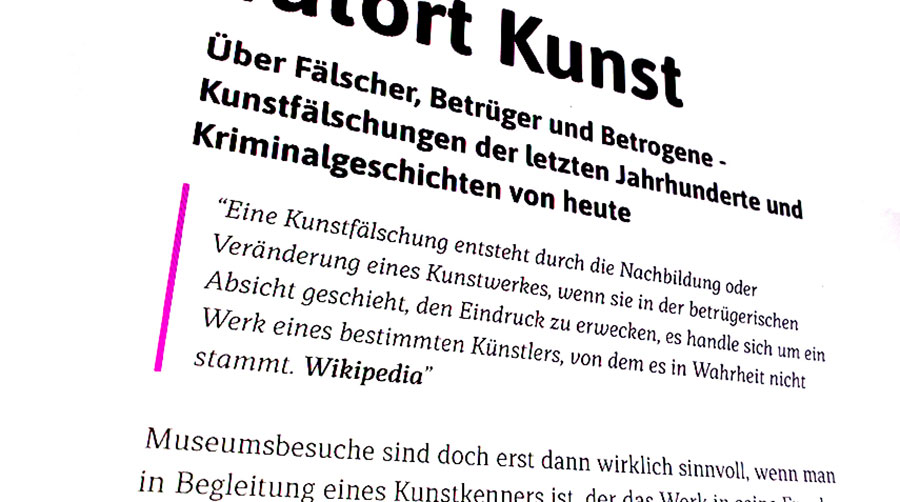 Tatort Kunst
Über Fälscher, Betrüger und Betrogene -
Kunstfälschungen der letzten Jahrhunderte und
Kriminalgeschichten von heute
“Eine Kunstfälschung entsteht durch die Nachbildung oder
Veränderung eines Kunstwerkes, wenn sie in der betrügerischen
Absicht geschieht, den Eindruck zu erwecken, es handle sich um ein
Werk eines bestimmten Künstlers, von dem es in Wahrheit nicht
stammt. Wikipedia”
Museumsbesuche sind doch erst dann wirklich sinnvoll, wenn man
in Begleitung eines Kunstkenners ist, der das Werk in seine